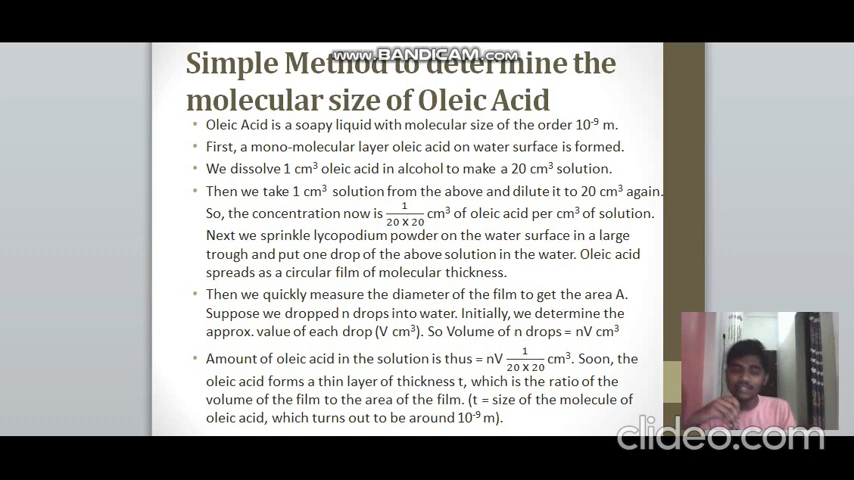 www.BANDICAM.com
Simple Method to determine the
molecular size of Oleic Acid
• Oleic Acid is a soapy liquid with molecular size of the order 10⁻⁹ m.
• First, a mono-molecular layer oleic acid on water surface is formed.
• We dissolve 1 cm³ oleic acid in alcohol to make a 20 cm³ solution.
• Then we take 1 cm³ solution from the above and dilute it to 20 cm³ again.
So, the concentration now is 1/(20 X 20) cm³ of oleic acid per cm³ of solution.
Next we sprinkle lycopodium powder on the water surface in a large
trough and put one drop of the above solution in the water. Oleic acid
spreads as a circular film of molecular thickness.
• Then we quickly measure the diameter of the film to get the area A.
Suppose we dropped n drops into water. Initially, we determine the
approx. value of each drop (V cm³). So Volume of n drops = nV cm³
• Amount of oleic acid in the solution is thus = nV 1/(20 X 20) cm³. Soon, the
oleic acid forms a thin layer of thickness t, which is the ratio of the
volume of the film to the area of the film. (t = size of the molecule of
oleic acid, which turns out to be around 10⁻⁹ m).
clideo.com